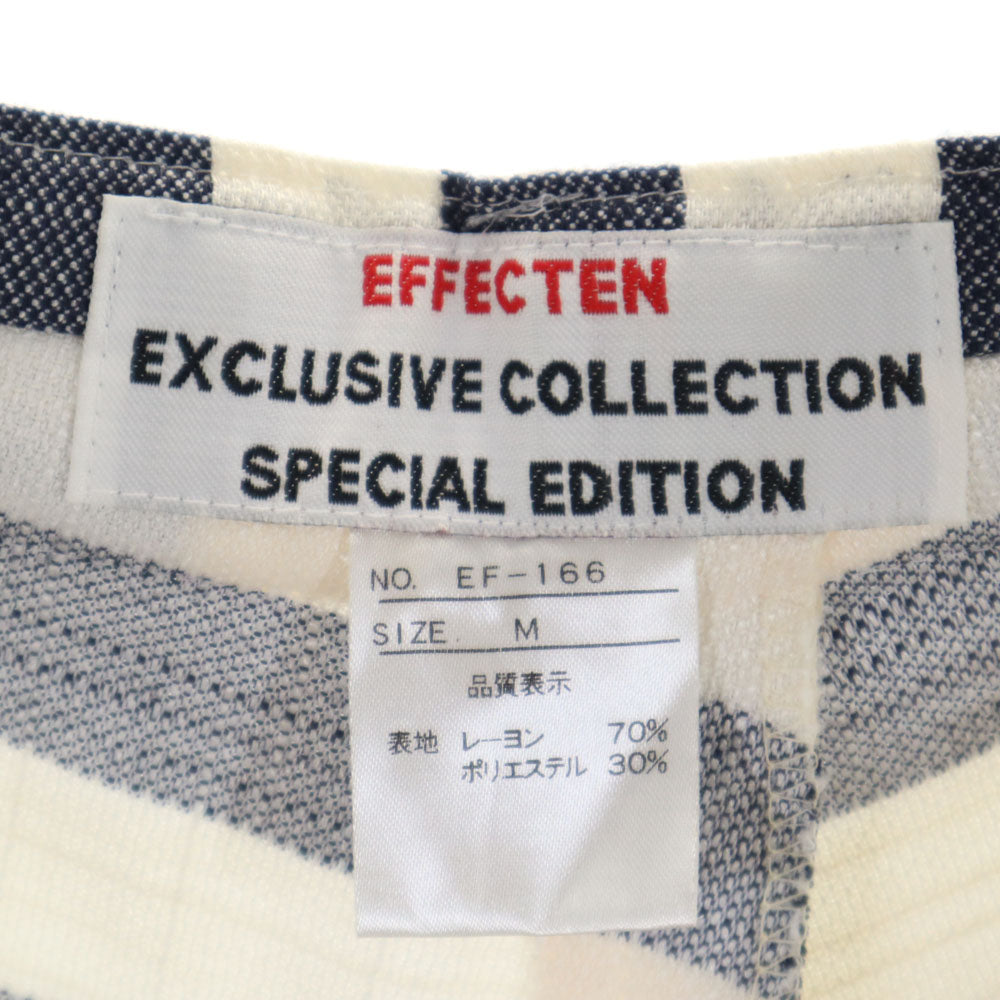 EFFECTEN
EXCLUSIVE COLLECTION
SPECIAL EDITION
NO. EF-166
SIZE. M
品質表示
表地 レーヨン 70%
ポリエステル 30%